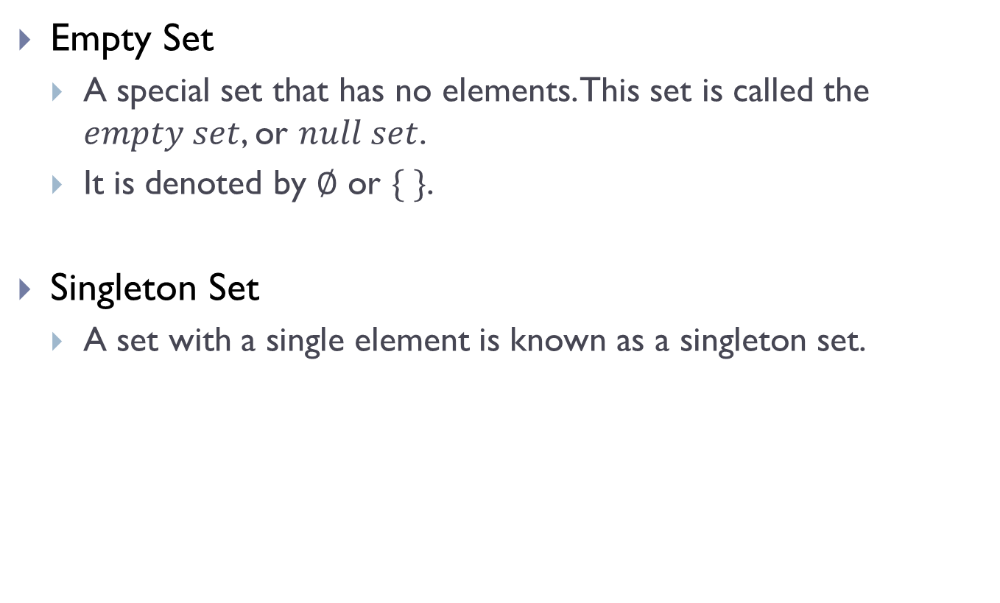 Empty Set
A special set that has no elements. This set is called the
empty set, or null set.
It is denoted by ∅ or { }.
Singleton Set
A set with a single element is known as a singleton set.